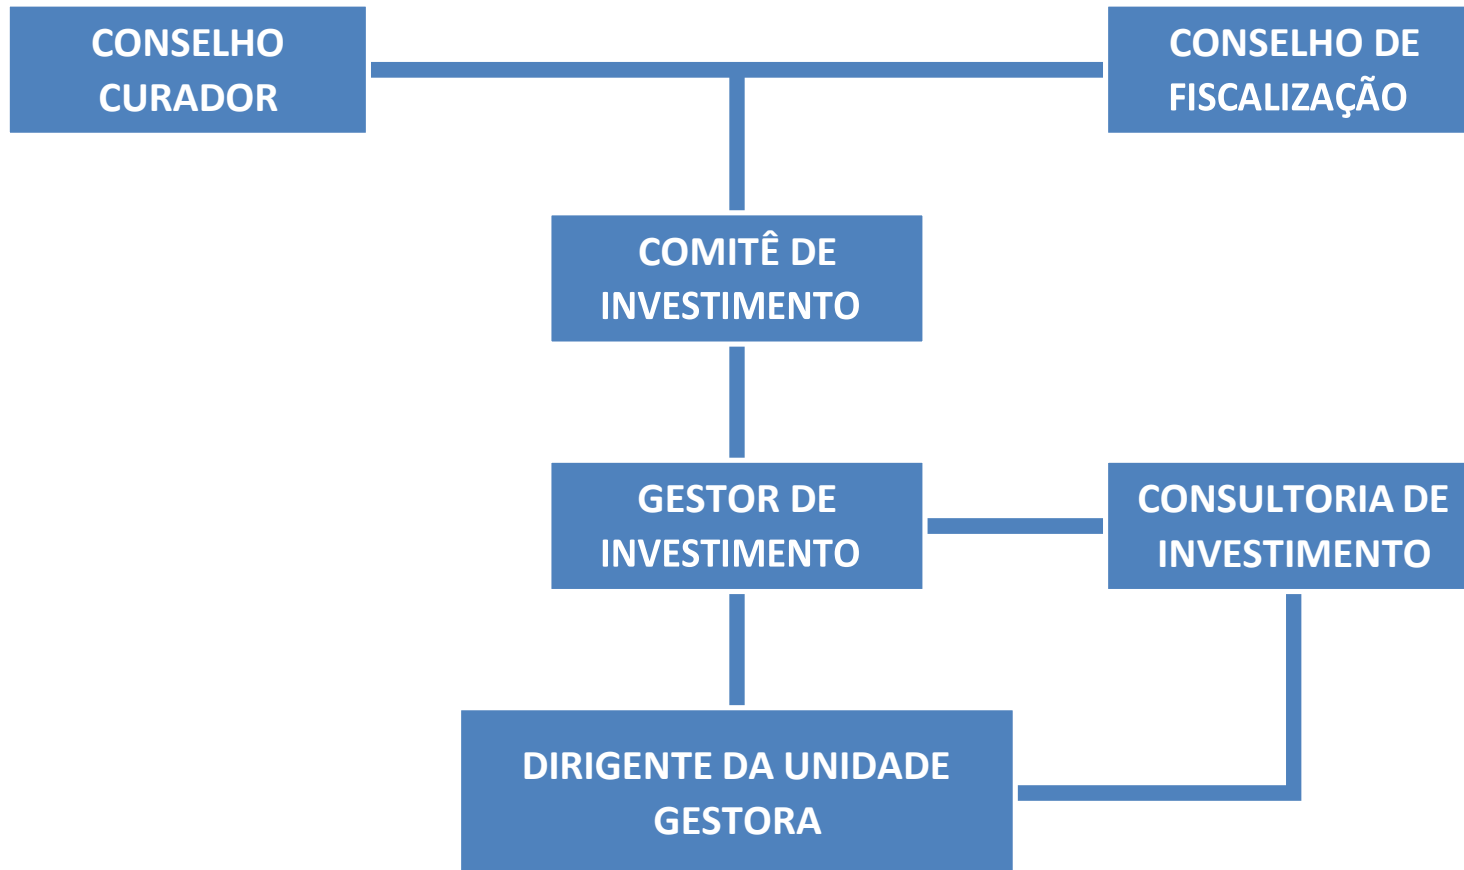 CONSELHO
CURADOR
CONSELHO DE
FISCALIZAÇÃO
COMITÊ DE
INVESTIMENTO
GESTOR DE
INVESTIMENTO
CONSULTORIA DE
INVESTIMENTO
DIRIGENTE DA UNIDADE
GESTORA